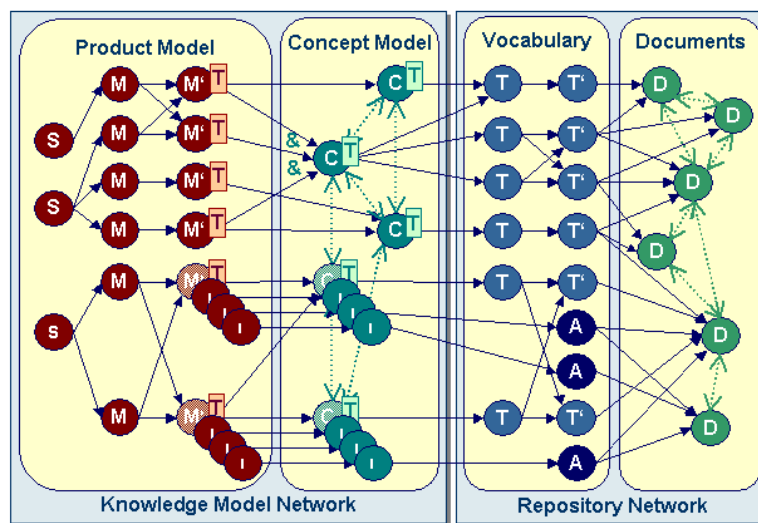 Product Model Concept Model Vocabulary Documents
M M' T C T T T' D
D
S M M' T & C T T T' 
&
M M' T T T' D
S
M M' T C T T T' D
M M' T C T T T'
I I
I I
S I I A D
A
M M' T C T T T' D
I I
I I
I I A
Knowledge Model Network Repository Network